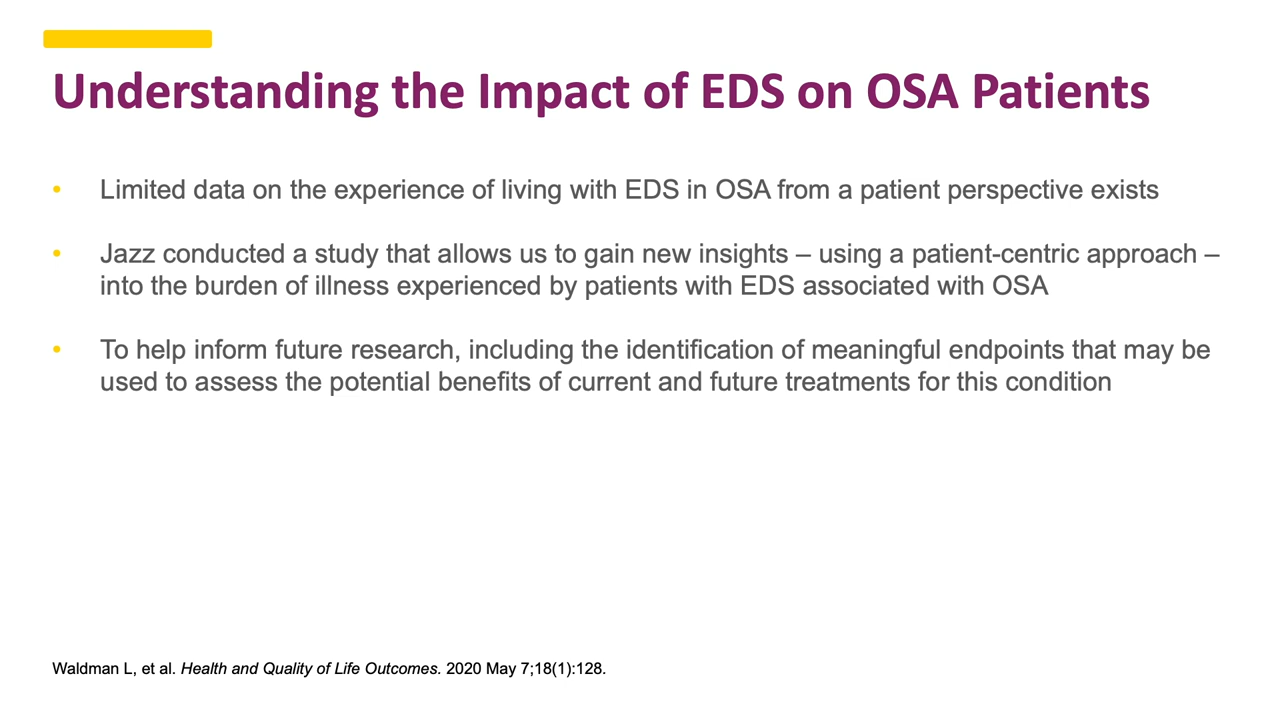 Understanding the Impact of EDS on OSA Patients
• Limited data on the experience of living with EDS in OSA from a patient perspective exists
• Jazz conducted a study that allows us to gain new insights – using a patient-centric approach –
into the burden of illness experienced by patients with EDS associated with OSA
• To help inform future research, including the identification of meaningful endpoints that may be
used to assess the potential benefits of current and future treatments for this condition
Waldman L, et al. Health and Quality of Life Outcomes. 2020 May 7;18(1):128.